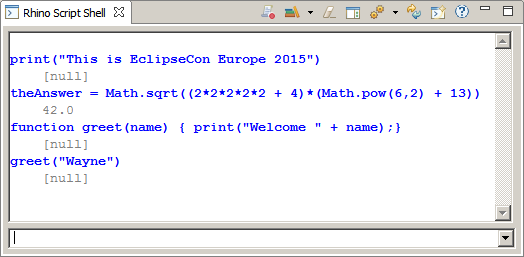 Rhino Script Shell
print("This is EclipseCon Europe 2015")
[null]
theAnswer = Math.sqrt((2*2*2*2*2 + 4)*(Math.pow(6,2) + 13))
42.0
function greet(name) { print("Welcome " + name);}
[null]
greet("Wayne")
[null]